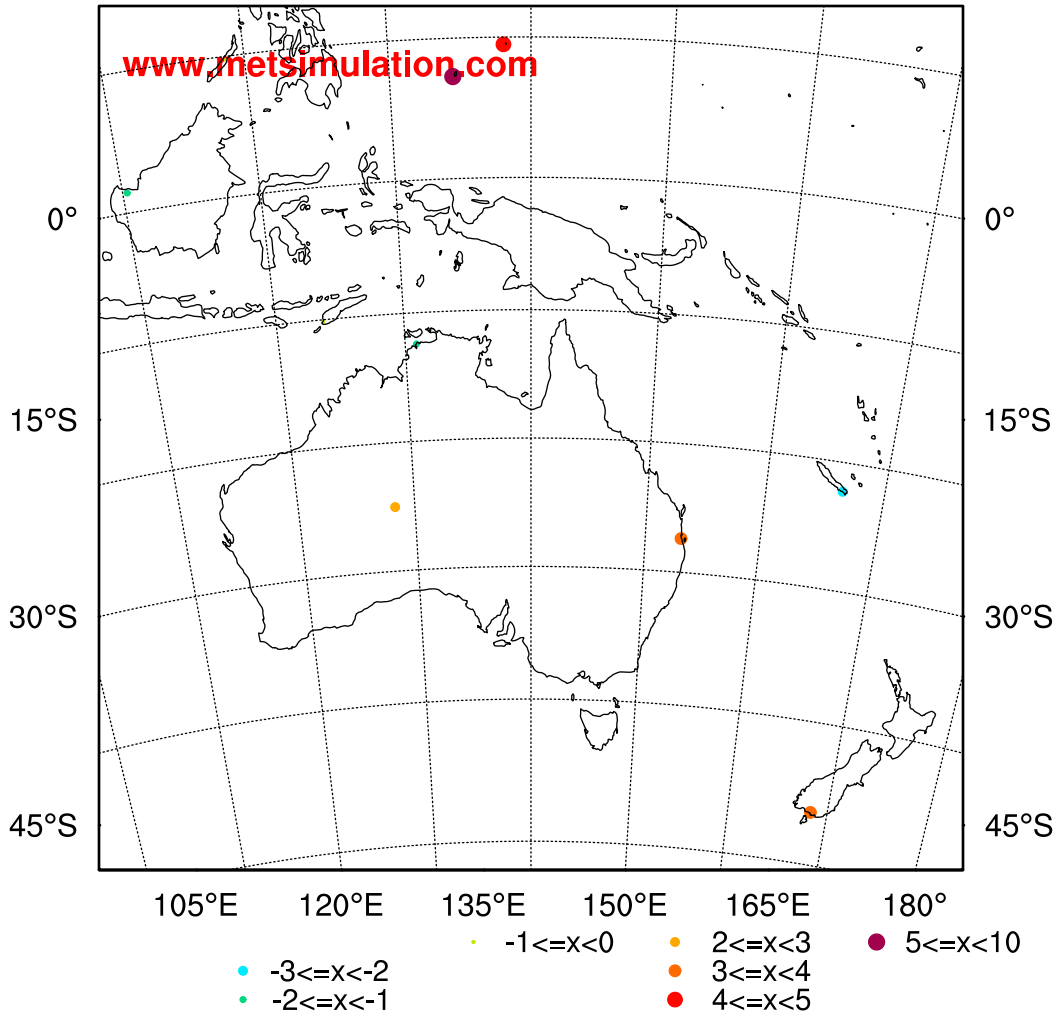 www.metsimulation.com
0° 0°
15°S 15°S
30°S 30°S
45°S 45°S
105°E 120°E 135°E 150°E 165°E 180°
-1<=x<0 2<=x<3 5<=x<10
-3<=x<-2 3<=x<4
-2<=x<-1 4<=x<5